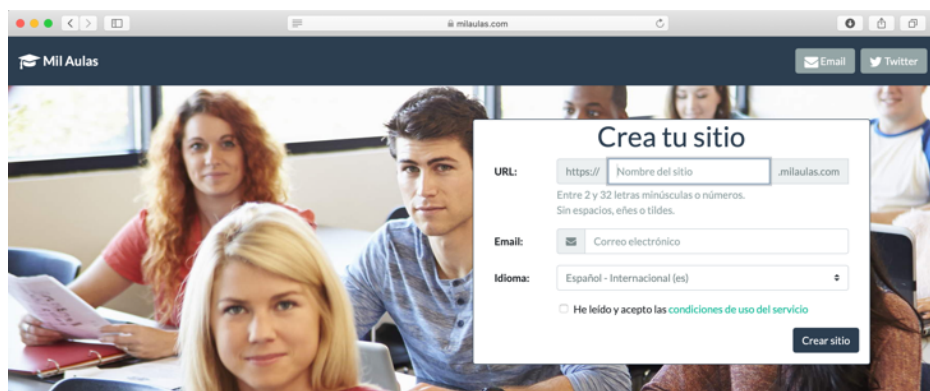 milaulas.com
Mil Aulas
Email
Twitter
Crea tu sitio
URL:
https://
Nombre del sitio
.milaulas.com
Entre 2 y 32 letras minúsculas o números.
Sin espacios, eñes o tildes.
Email:
Correo electrónico
Idioma:
Español - Internacional (es)
He leído y acepto las condiciones de uso del servicio
Crear sitio